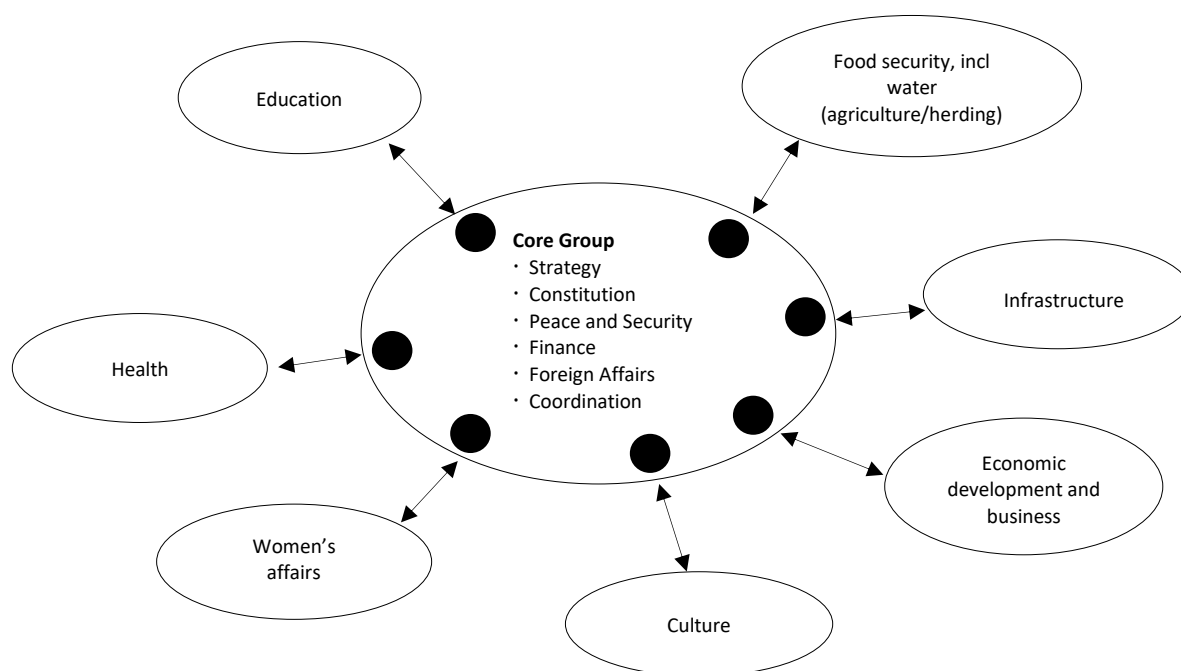 Food security, incl
water
(agriculture/herding)
Education
Core Group
· Strategy
· Constitution
· Peace and Security
· Finance
· Foreign Affairs
· Coordination
Infrastructure
Health
Economic
development and
business
Women’s
affairs
Culture